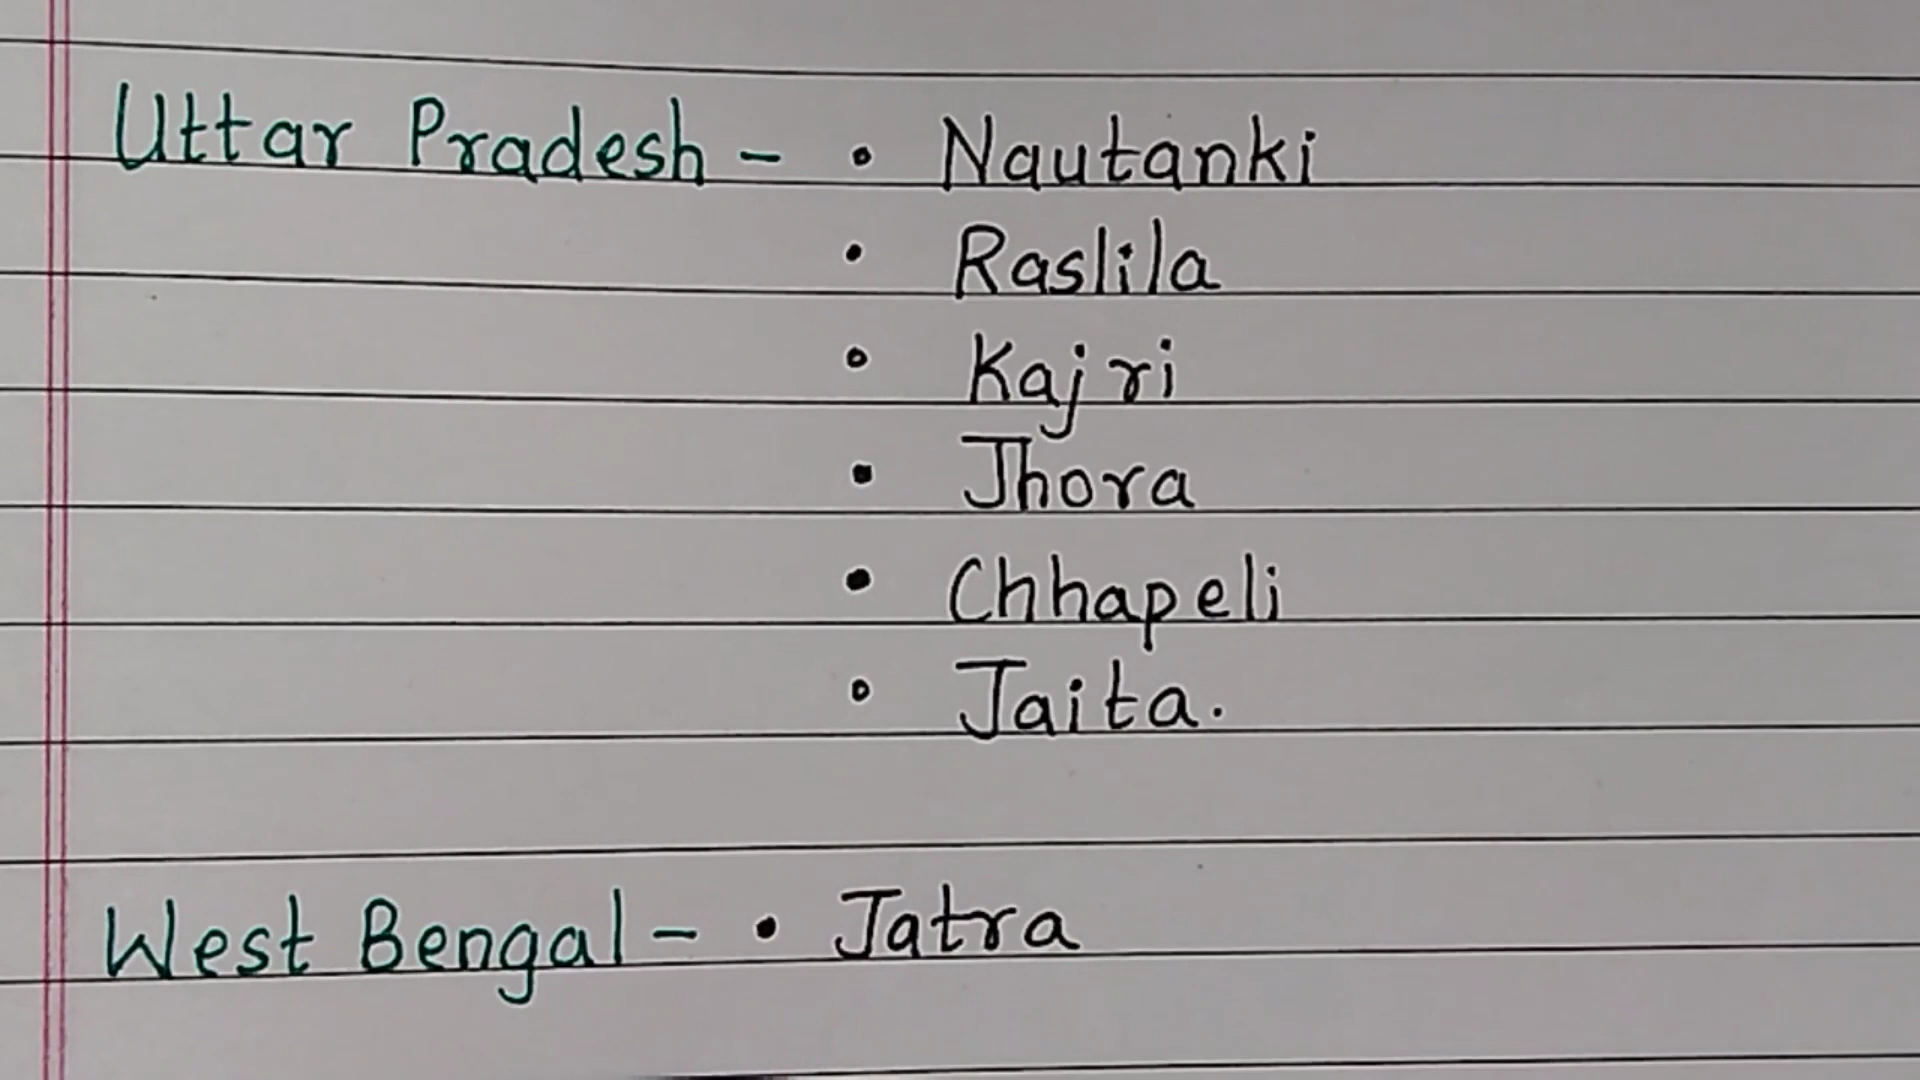 Uttar Pradesh - • Nautanki
• Raslila
• Kajri
• Jhora
• Chhapeli
• Jaita.
West Bengal - • Jatra